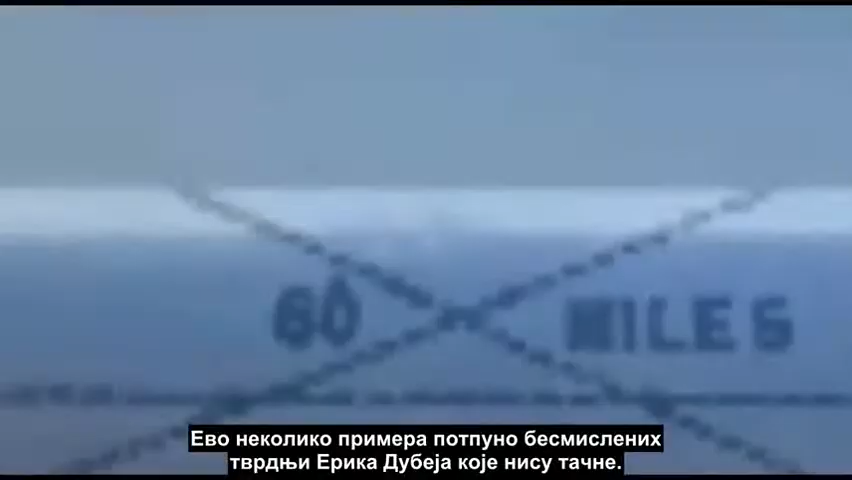 60 MILES
Ево неколико примера потпуно бесмислених
тврдњи Ерика Дубеја које нису тачне.